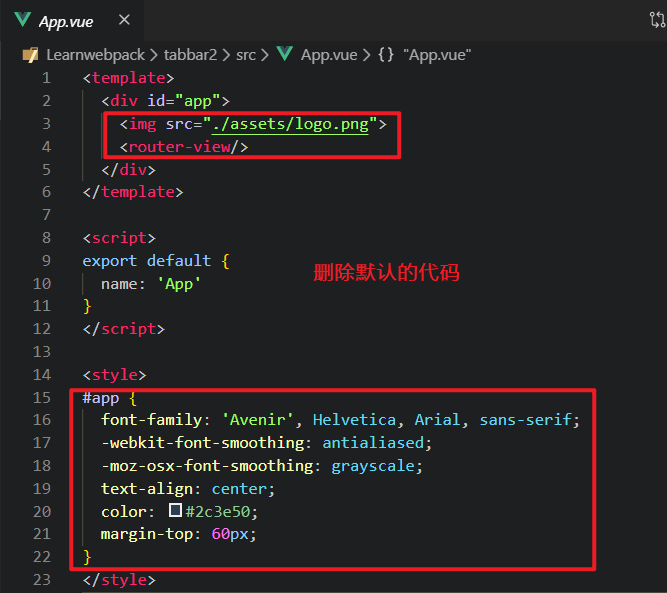 App.vue ×
Learnwebpack > tabbar2 > src > App.vue > {} "App.vue"
1 <template>
2 <div id="app">
3 <img src="./assets/logo.png">
4 <router-view/>
5 </div>
6 </template>
7
8 <script>
9 export default {
10 name: 'App'
删除默认的代码
11 }
12 </script>
13
14 <style>
15 #app {
16 font-family: 'Avenir', Helvetica, Arial, sans-serif;
17 -webkit-font-smoothing: antialiased;
18 -moz-osx-font-smoothing: grayscale;
19 text-align: center;
20 color: #2c3e50;
21 margin-top: 60px;
22 }
23 </style>